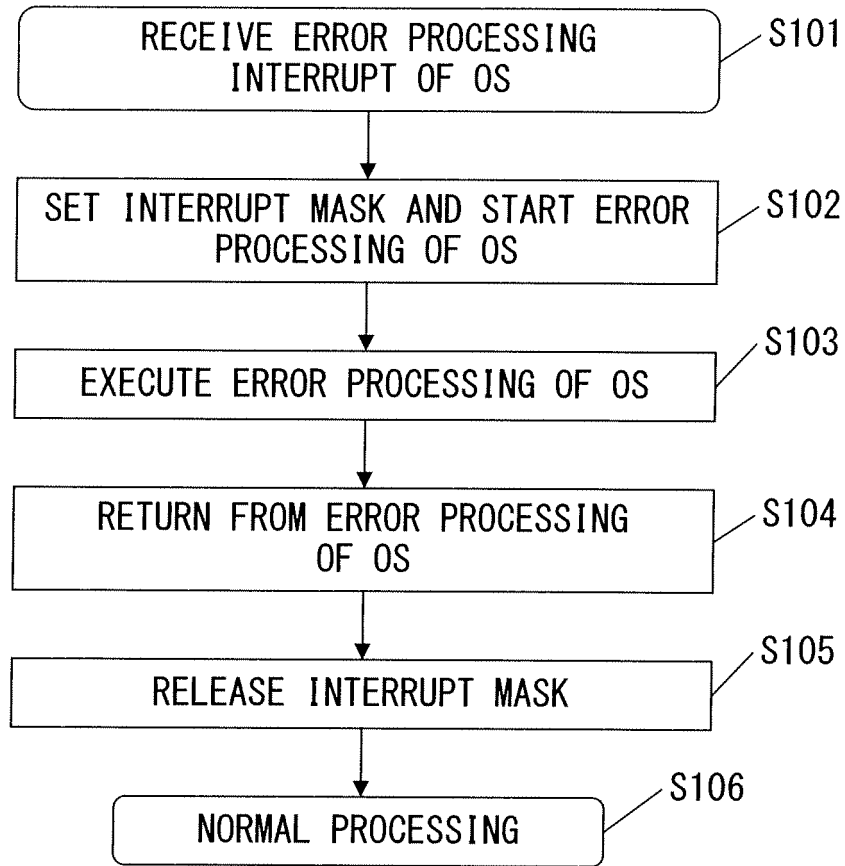 RECEIVE ERROR PROCESSING
INTERRUPT OF OS
S101
SET INTERRUPT MASK AND START ERROR
PROCESSING OF OS
S102
EXECUTE ERROR PROCESSING OF OS
S103
RETURN FROM ERROR PROCESSING
OF OS
S104
RELEASE INTERRUPT MASK
S105
NORMAL PROCESSING
S106